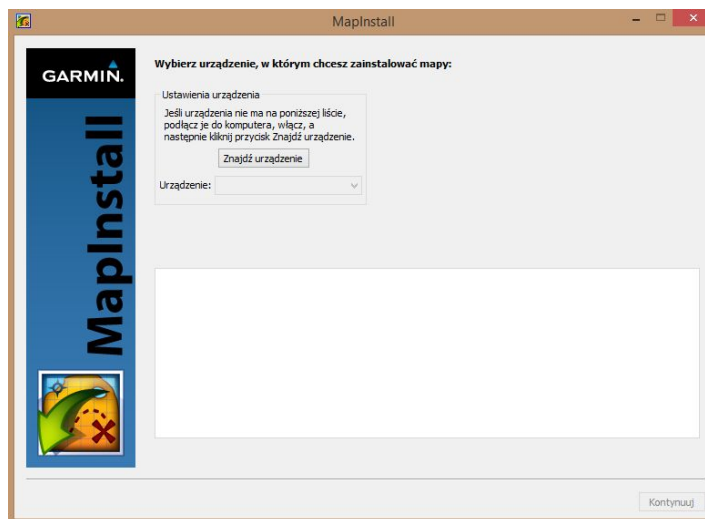 MapInstall
GARMIN.
MapInstall
Wybierz urządzenie, w którym chcesz zainstalować mapy:
Ustawienia urządzenia
Jeśli urządzenia nie ma na poniższej liście,
podłącz je do komputera, włącz, a
następnie kliknij przycisk Znajdź urządzenie.
Znajdź urządzenie
Urządzenie:
Kontynuuj